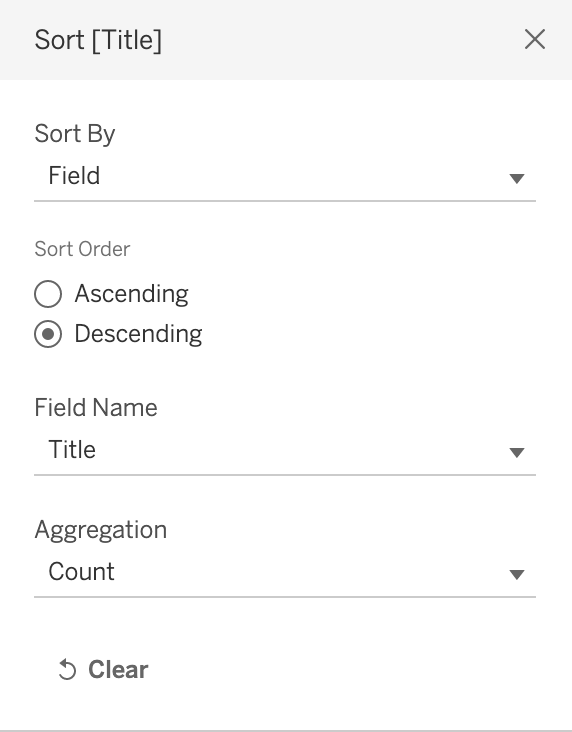 Sort [Title]
Sort By
Field
Sort Order
Ascending
Descending
Field Name
Title
Aggregation
Count
Clear